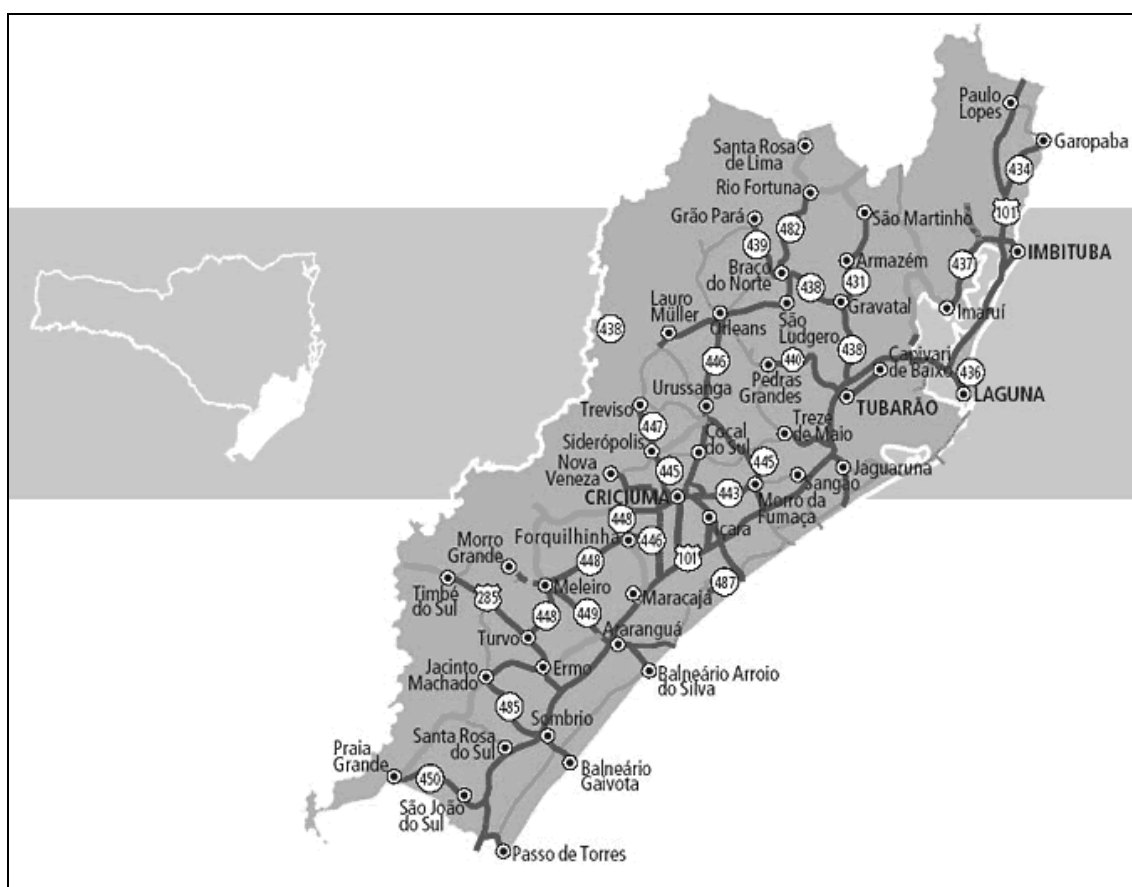 Paulo
Lopes
Garopaba
434
Santa Rosa
de Lima
Rio Fortuna
Grão Pará
São Martinho
101
482
439
IMBITUBA
Armazém
437
Braço
do Norte
438
431
Gravatal
Imaruí
Lauro
Müller
Orleans
São
Ludgero
438
438
446
440
Capivari
de Baixo
436
Pedras
Grandes
LAGUNA
TUBARÃO
Urussanga
Treviso
447
Treze
de Maio
Cocal
do Sul
Siderópolis
445
445
Nova
Veneza
Jaguaruna
Sangão
CRICIÚMA
443
Morro da
Fumaça
448
Içara
Forquilhinha
446
101
Morro
Grande
448
487
Timbé
do Sul
285
Meleiro
Maracajá
448
449
Turvo
Araranguá
Jacinto
Machado
Ermo
Balneário Arroio
do Silva
485
Sombrio
Santa Rosa
do Sul
Praia
Grande
Balneário
Gaivota
450
São João
do Sul
Passo de Torres